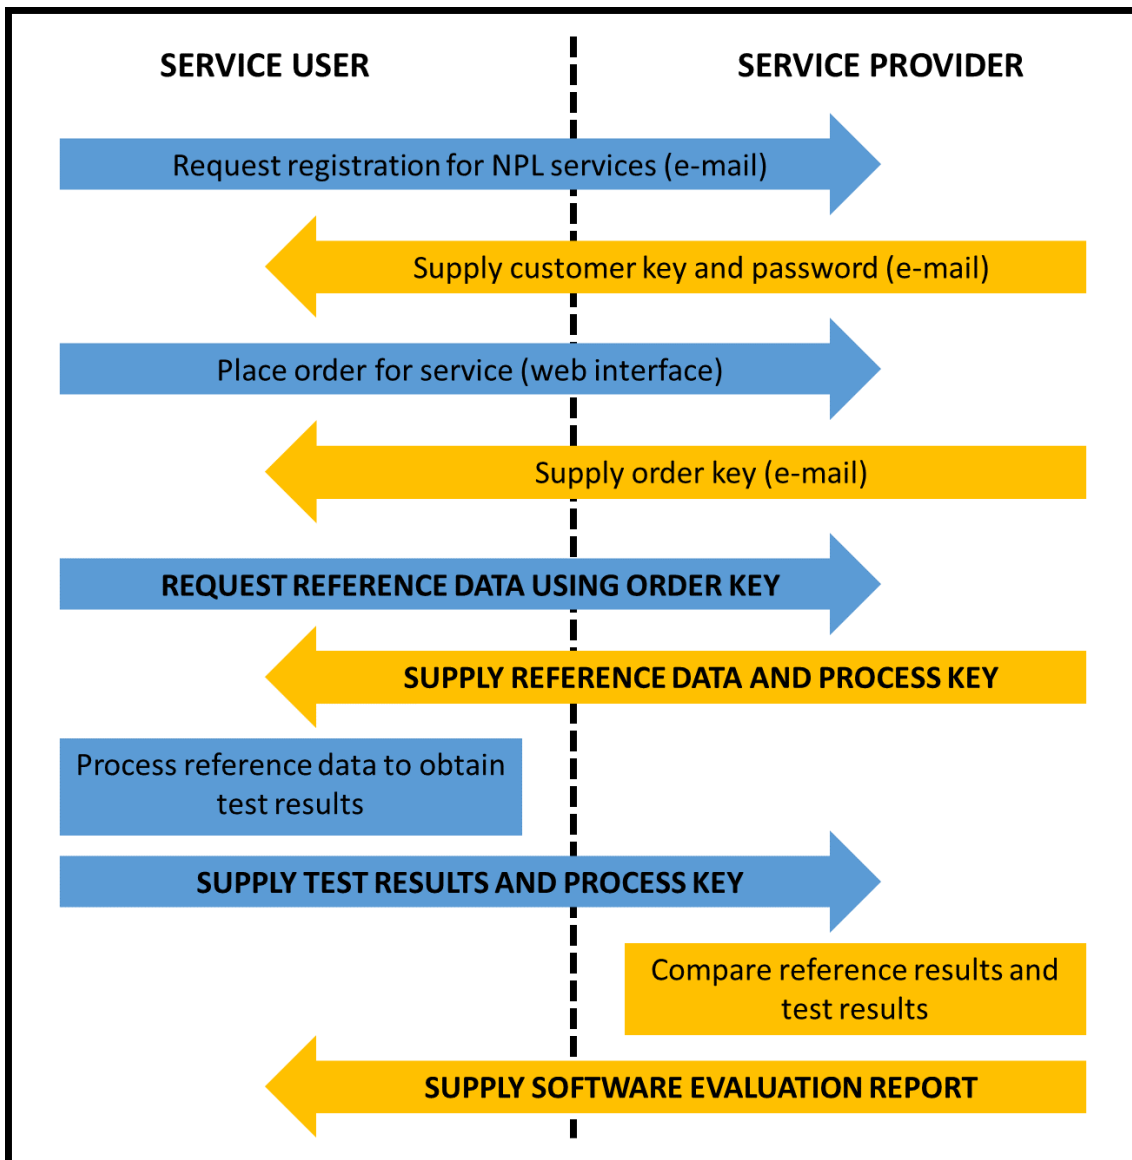 SERVICE USER
SERVICE PROVIDER
Request registration for NPL services (e-mail)
Supply customer key and password (e-mail)
Place order for service (web interface)
Supply order key (e-mail)
REQUEST REFERENCE DATA USING ORDER KEY
SUPPLY REFERENCE DATA AND PROCESS KEY
Process reference data to obtain
test results
SUPPLY TEST RESULTS AND PROCESS KEY
Compare reference results and
test results
SUPPLY SOFTWARE EVALUATION REPORT